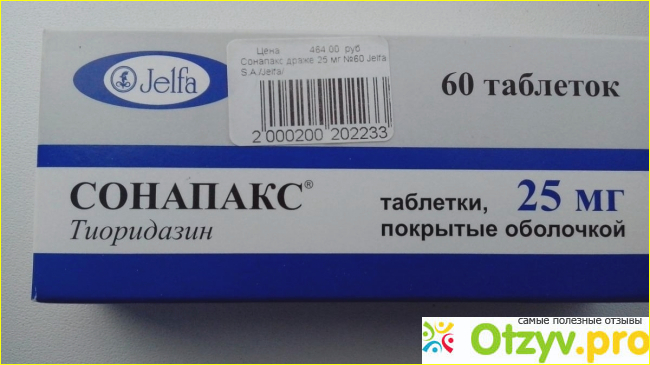 Jelfa
Цена 464.00 руб
Сонапакс драже 25 мг №60 Jelfa
S.A./Jelfa/
2 000200 202233
60 таблеток
СОНАПАКС®
Тиоридазин
таблетки, 25 мг
покрытые оболочкой
самые полезные отзывы
Otzyv.pro